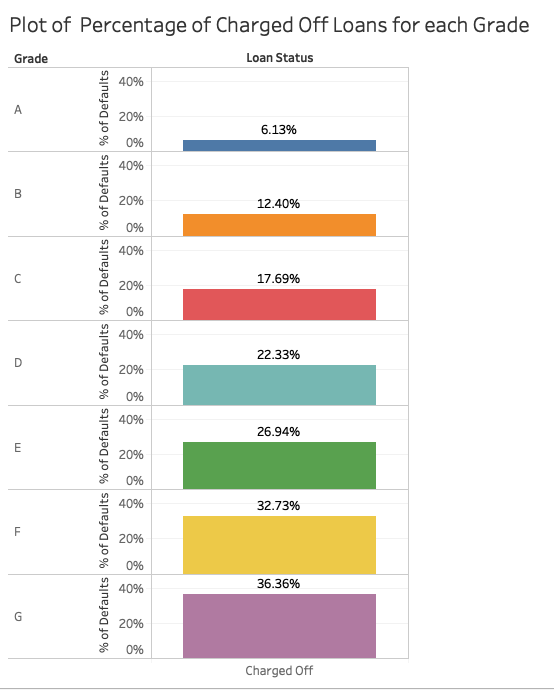 Plot of  Percentage of Charged Off Loans for each Grade
Grade
Loan Status
A
% of Defaults
40%
20%
0%
6.13%
B
% of Defaults
40%
20%
0%
12.40%
C
% of Defaults
40%
20%
0%
17.69%
D
% of Defaults
40%
20%
0%
22.33%
E
% of Defaults
40%
20%
0%
26.94%
F
% of Defaults
40%
20%
0%
32.73%
G
% of Defaults
40%
20%
0%
36.36%
Charged Off